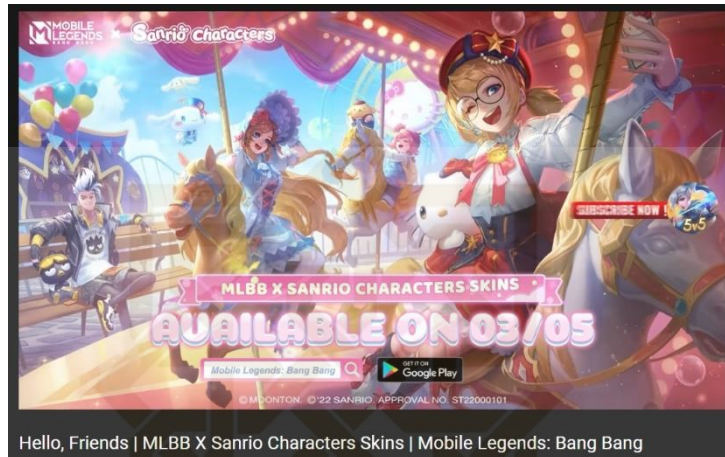 MOBILE
LEGENDS
BANG BANG
×
Sanrio Characters
SUBSCRIBE NOW !
5v5
MLBB X SANRIO CHARACTERS SKINS
AVAILABLE ON 03/05
Mobile Legends: Bang Bang
GET IT ON
Google Play
© MOONTON. ©'22 SANRIO. APPROVAL NO. ST22000101
Hello, Friends | MLBB X Sanrio Characters Skins | Mobile Legends: Bang Bang